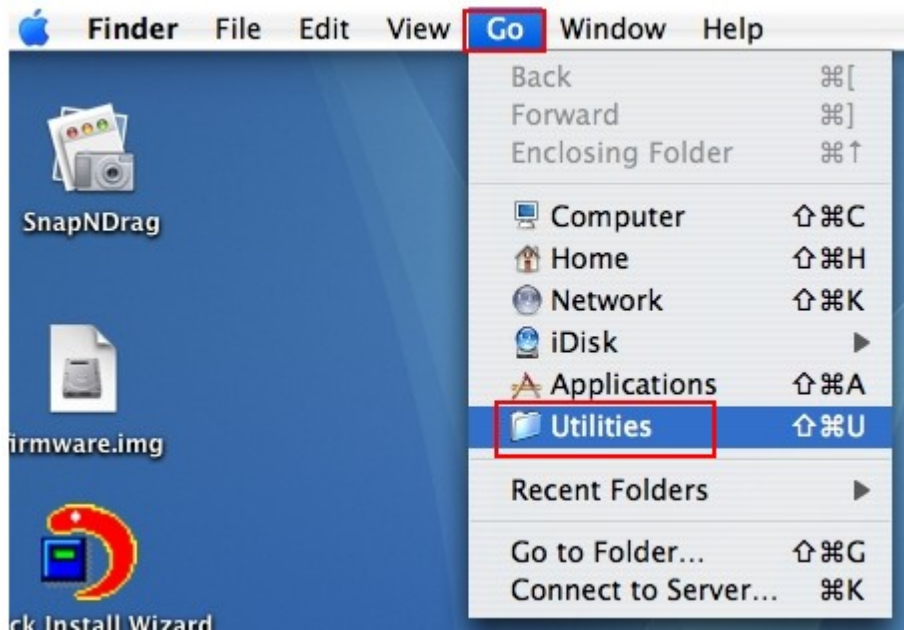 Finder File Edit View Go Window Help
Back ⌘[
Forward ⌘]
Enclosing Folder ⌘↑
Computer ⇧⌘C
Home ⇧⌘H
Network ⇧⌘K
iDisk ▶
Applications ⇧⌘A
Utilities ⇧⌘U
Recent Folders ▶
Go to Folder... ⇧⌘G
Connect to Server... ⌘K
SnapNDrag
irmware.img
ck Install Wizard